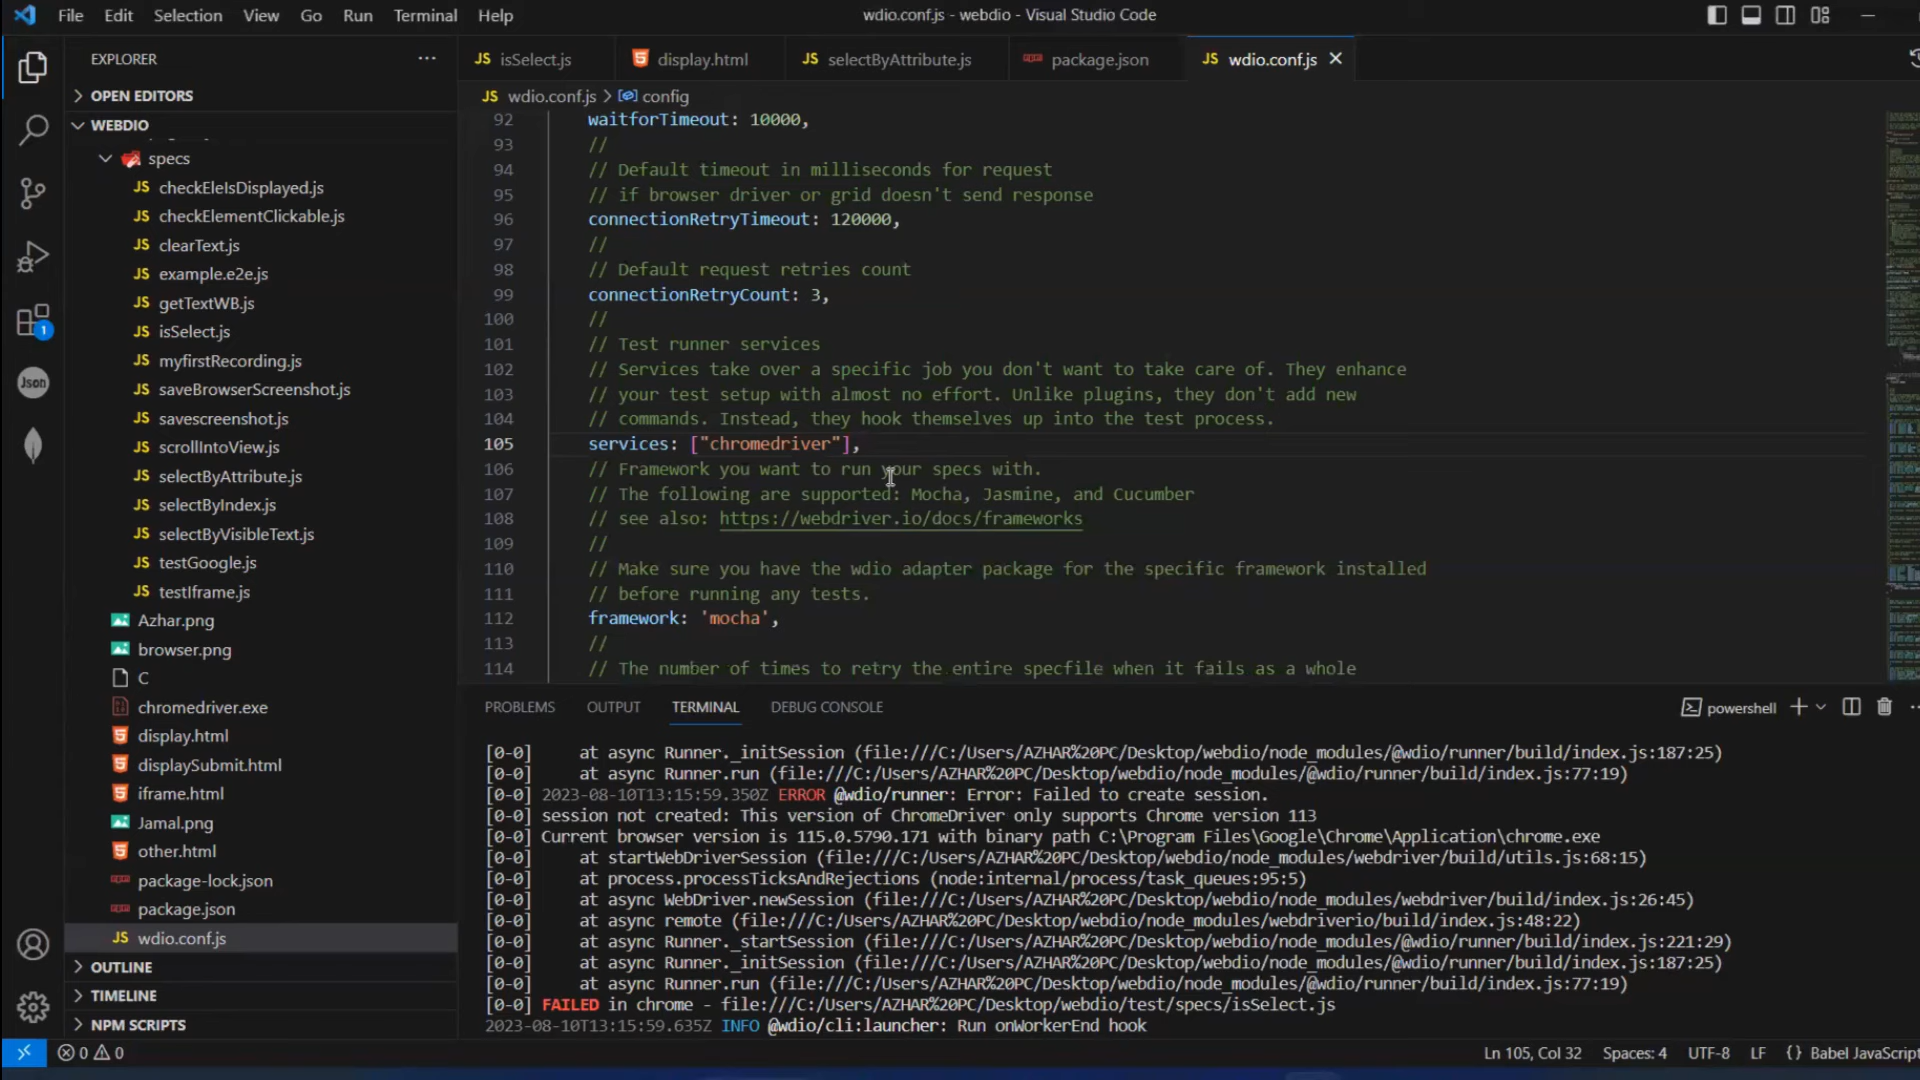 File Edit Selection View Go Run Terminal Help
wdio.conf.js - webdio - Visual Studio Code
EXPLORER
OPEN EDITORS
WEBDIO
specs
JS checkEleIsDisplayed.js
JS checkElementClickable.js
JS clearText.js
JS example.e2e.js
JS getTextWB.js
JS isSelect.js
JS myfirstRecording.js
JS saveBrowserScreenshot.js
JS savescreenshot.js
JS scrollIntoView.js
JS selectByAttribute.js
JS selectByIndex.js
JS selectByVisibleText.js
JS testGoogle.js
JS testIframe.js
Azhar.png
browser.png
C
chromedriver.exe
display.html
displaySubmit.html
iframe.html
Jamal.png
other.html
package-lock.json
package.json
JS wdio.conf.js
OUTLINE
TIMELINE
NPM SCRIPTS
1
Json
JS isSelect.js
display.html
JS selectByAttribute.js
package.json
JS wdio.conf.js
JS wdio.conf.js > config
92 waitforTimeout: 10000,
93 //
94 // Default timeout in milliseconds for request
95 // if browser driver or grid doesn't send response
96 connectionRetryTimeout: 120000,
97 //
98 // Default request retries count
99 connectionRetryCount: 3,
100 //
101 // Test runner services
102 // Services take over a specific job you don't want to take care of. They enhance
103 // your test setup with almost no effort. Unlike plugins, they don't add new
104 // commands. Instead, they hook themselves up into the test process.
105 services: ["chromedriver"],
106 // Framework you want to run your specs with.
107 // The following are supported: Mocha, Jasmine, and Cucumber
108 // see also: https://webdriver.io/docs/frameworks
109 //
110 // Make sure you have the wdio adapter package for the specific framework installed
111 // before running any tests.
112 framework: 'mocha',
113 //
114 // The number of times to retry the entire specfile when it fails as a whole
PROBLEMS OUTPUT TERMINAL DEBUG CONSOLE
powershell
[0-0] at async Runner._initSession (file:///C:/Users/AZHAR%20PC/Desktop/webdio/node_modules/@wdio/runner/build/index.js:187:25)
[0-0] at async Runner.run (file:///C:/Users/AZHAR%20PC/Desktop/webdio/node_modules/@wdio/runner/build/index.js:77:19)
[0-0] 2023-08-10T13:15:59.350Z ERROR @wdio/runner: Error: Failed to create session.
[0-0] session not created: This version of ChromeDriver only supports Chrome version 113
[0-0] Current browser version is 115.0.5790.171 with binary path C:\Program Files\Google\Chrome\Application\chrome.exe
[0-0] at startWebDriverSession (file:///C:/Users/AZHAR%20PC/Desktop/webdio/node_modules/webdriver/build/utils.js:68:15)
[0-0] at process.processTicksAndRejections (node:internal/process/task_queues:95:5)
[0-0] at async WebDriver.newSession (file:///C:/Users/AZHAR%20PC/Desktop/webdio/node_modules/webdriver/build/index.js:26:45)
[0-0] at async remote (file:///C:/Users/AZHAR%20PC/Desktop/webdio/node_modules/webdriverio/build/index.js:48:22)
[0-0] at async Runner._startSession (file:///C:/Users/AZHAR%20PC/Desktop/webdio/node_modules/@wdio/runner/build/index.js:221:29)
[0-0] at async Runner._initSession (file:///C:/Users/AZHAR%20PC/Desktop/webdio/node_modules/@wdio/runner/build/index.js:187:25)
[0-0] at async Runner.run (file:///C:/Users/AZHAR%20PC/Desktop/webdio/node_modules/@wdio/runner/build/index.js:77:19)
[0-0] FAILED in chrome - file:///C:/Users/AZHAR%20PC/Desktop/webdio/test/specs/isSelect.js
2023-08-10T13:15:59.635Z INFO @wdio/cli:launcher: Run onWorkerEnd hook
0 0
Ln 105, Col 32 Spaces: 4 UTF-8 LF {} Babel JavaScript